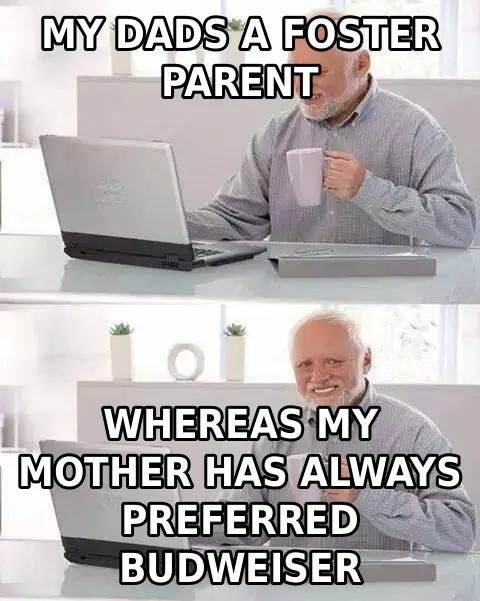 MY DADS A FOSTER
PARENT
WHEREAS MY
MOTHER HAS ALWAYS
PREFERRED
BUDWEISER